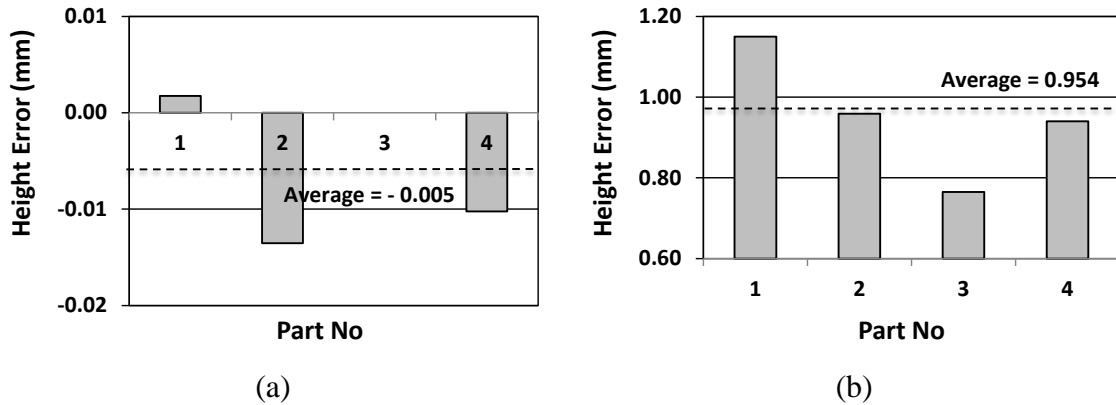 Height Error (mm)
0.01
0.00
-0.01
-0.02
1
2
3
4
Average = - 0.005
Part No
(a)
Height Error (mm)
1.20
1.00
0.80
0.60
Average = 0.954
1
2
3
4
Part No
(b)